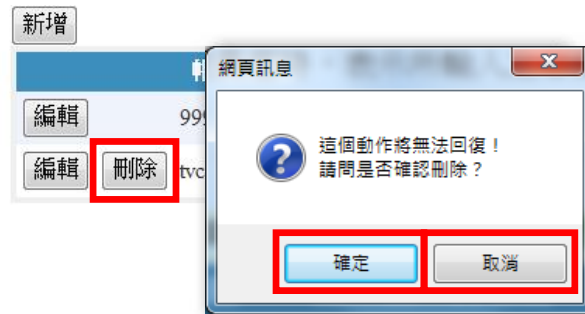 新增
網頁訊息
編輯
999
這個動作將無法回復！
請問是否確認刪除？
編輯
刪除
tvc
確定
取消